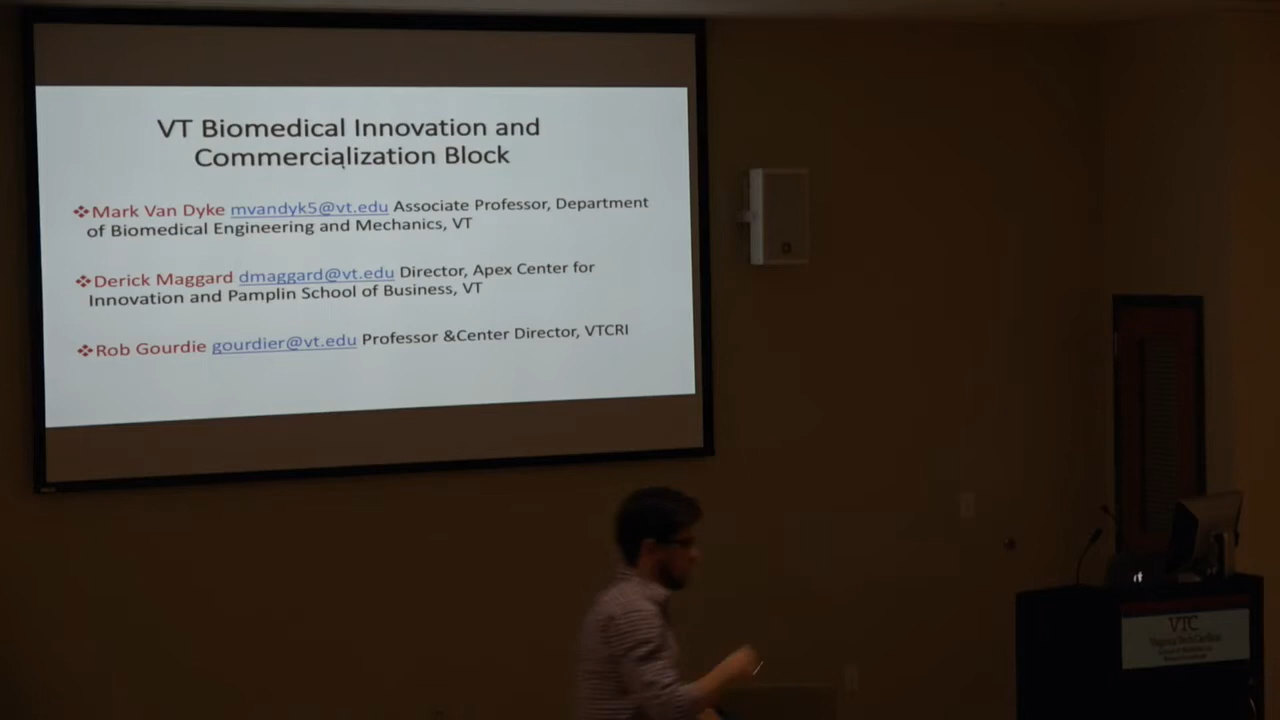 VT Biomedical Innovation and
Commercialization Block
❖Mark Van Dyke mvandyk5@vt.edu Associate Professor, Department
of Biomedical Engineering and Mechanics, VT
❖Derick Maggard dmaggard@vt.edu Director, Apex Center for
Innovation and Pamplin School of Business, VT
❖Rob Gourdie gourdier@vt.edu Professor &Center Director, VTCRI
VTC